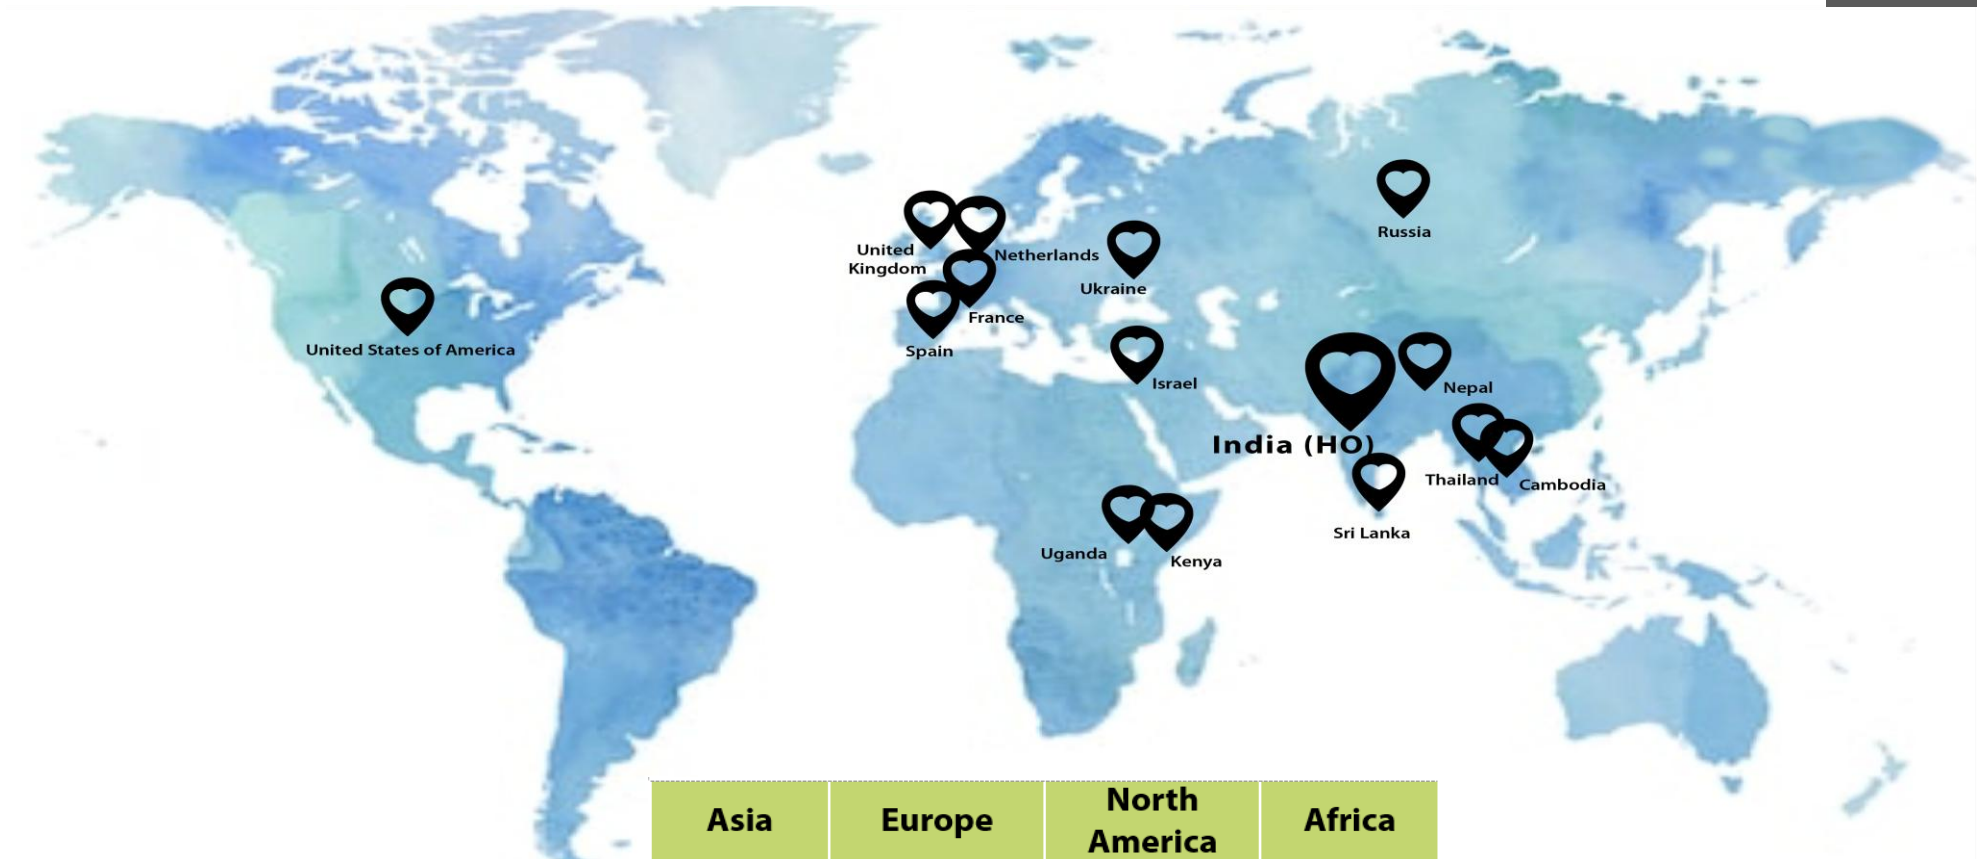 Russia
United
Kingdom
Netherlands
Ukraine
France
Spain
United States of America
Israel
Nepal
India (HO)
Thailand
Cambodia
Sri Lanka
Uganda
Kenya
Asia
Europe
North
America
Africa